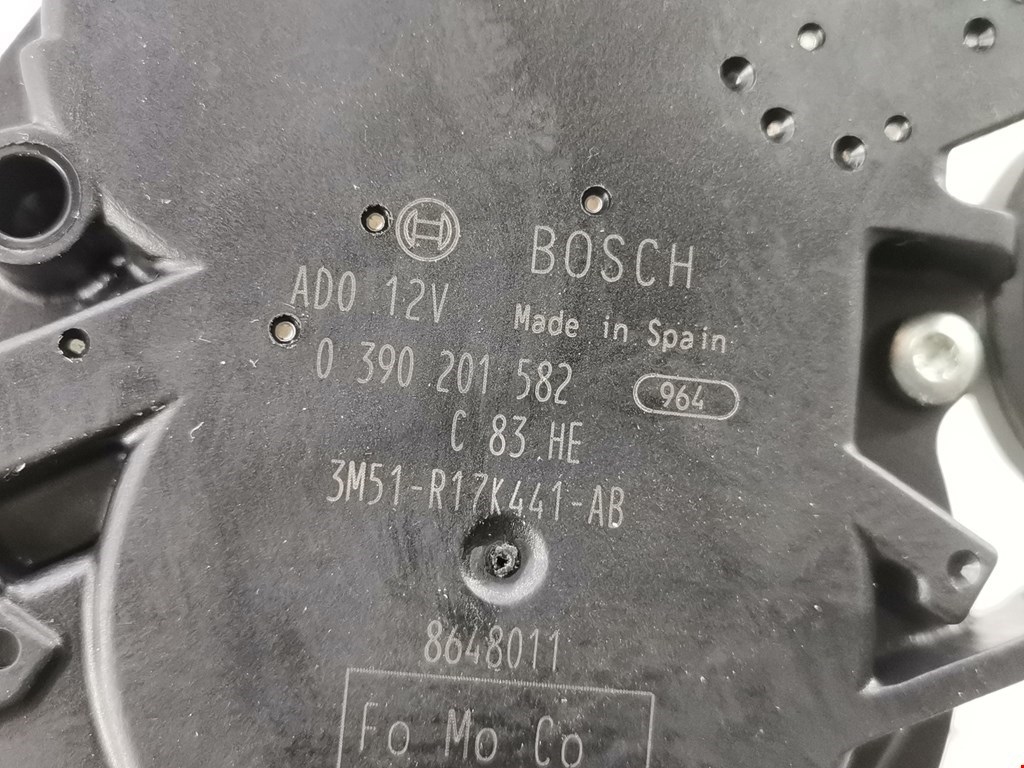 BOSCH
AD0 12V
Made in Spain
0 390 201 582
964
C 83 HE
3M51-R17K441-AB
8648011
Fo Mo Co